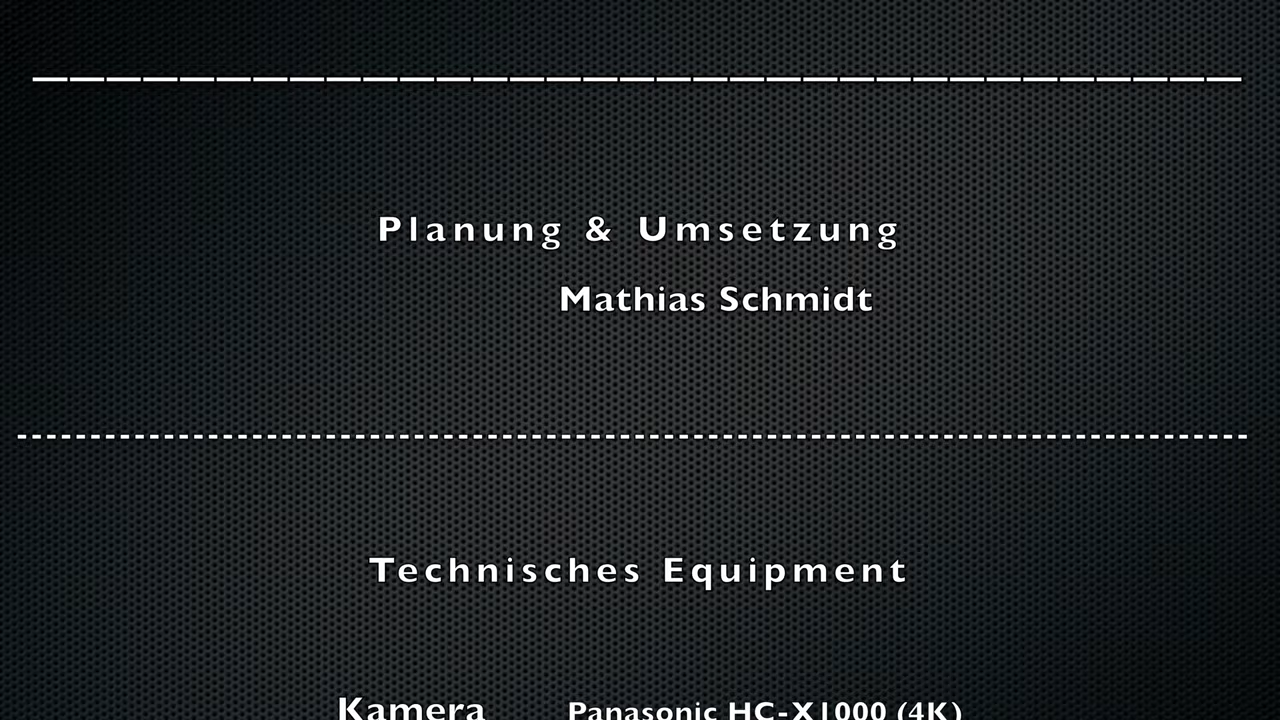 Planung & Umsetzung
Mathias Schmidt
Technisches Equipment
Kamera Panasonic HC-X1000 (4K)